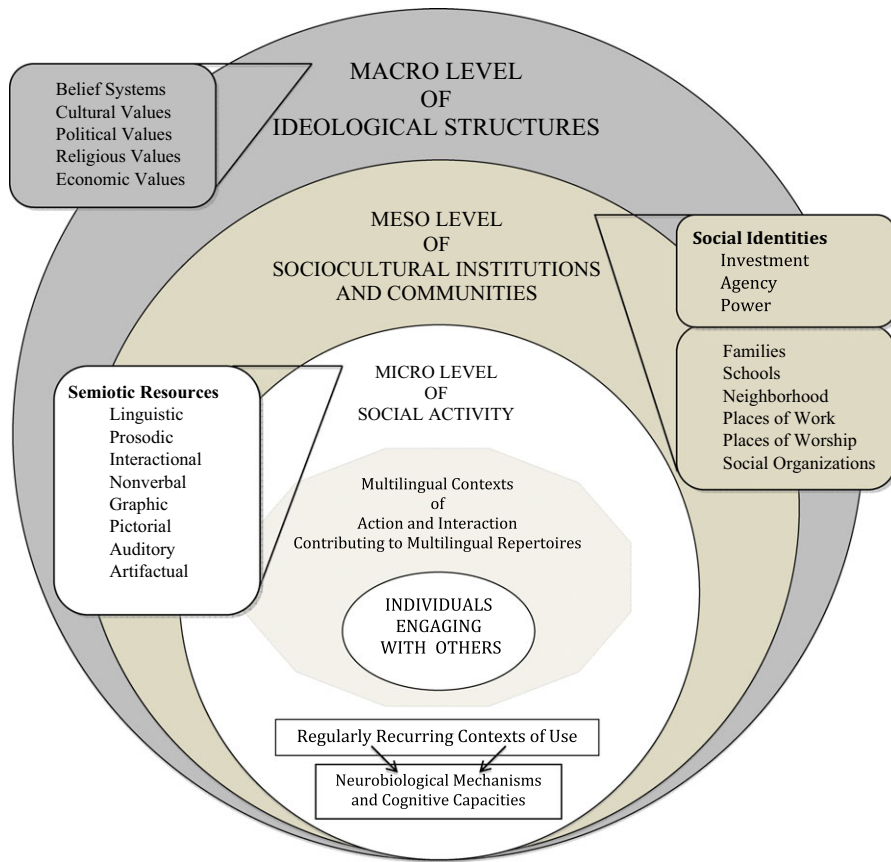 MACRO LEVEL
OF
IDEOLOGICAL STRUCTURES
Belief Systems
Cultural Values
Political Values
Religious Values
Economic Values
MESO LEVEL
OF
SOCIOCULTURAL INSTITUTIONS
AND COMMUNITIES
Social Identities
Investment
Agency
Power
Families
Schools
Neighborhood
Places of Work
Places of Worship
Social Organizations
MICRO LEVEL
OF
SOCIAL ACTIVITY
Semiotic Resources
Linguistic
Prosodic
Interactional
Nonverbal
Graphic
Pictorial
Auditory
Artifactual
Multilingual Contexts
of
Action and Interaction
Contributing to Multilingual Repertoires
INDIVIDUALS
ENGAGING
WITH OTHERS
Regularly Recurring Contexts of Use
Neurobiological Mechanisms
and Cognitive Capacities